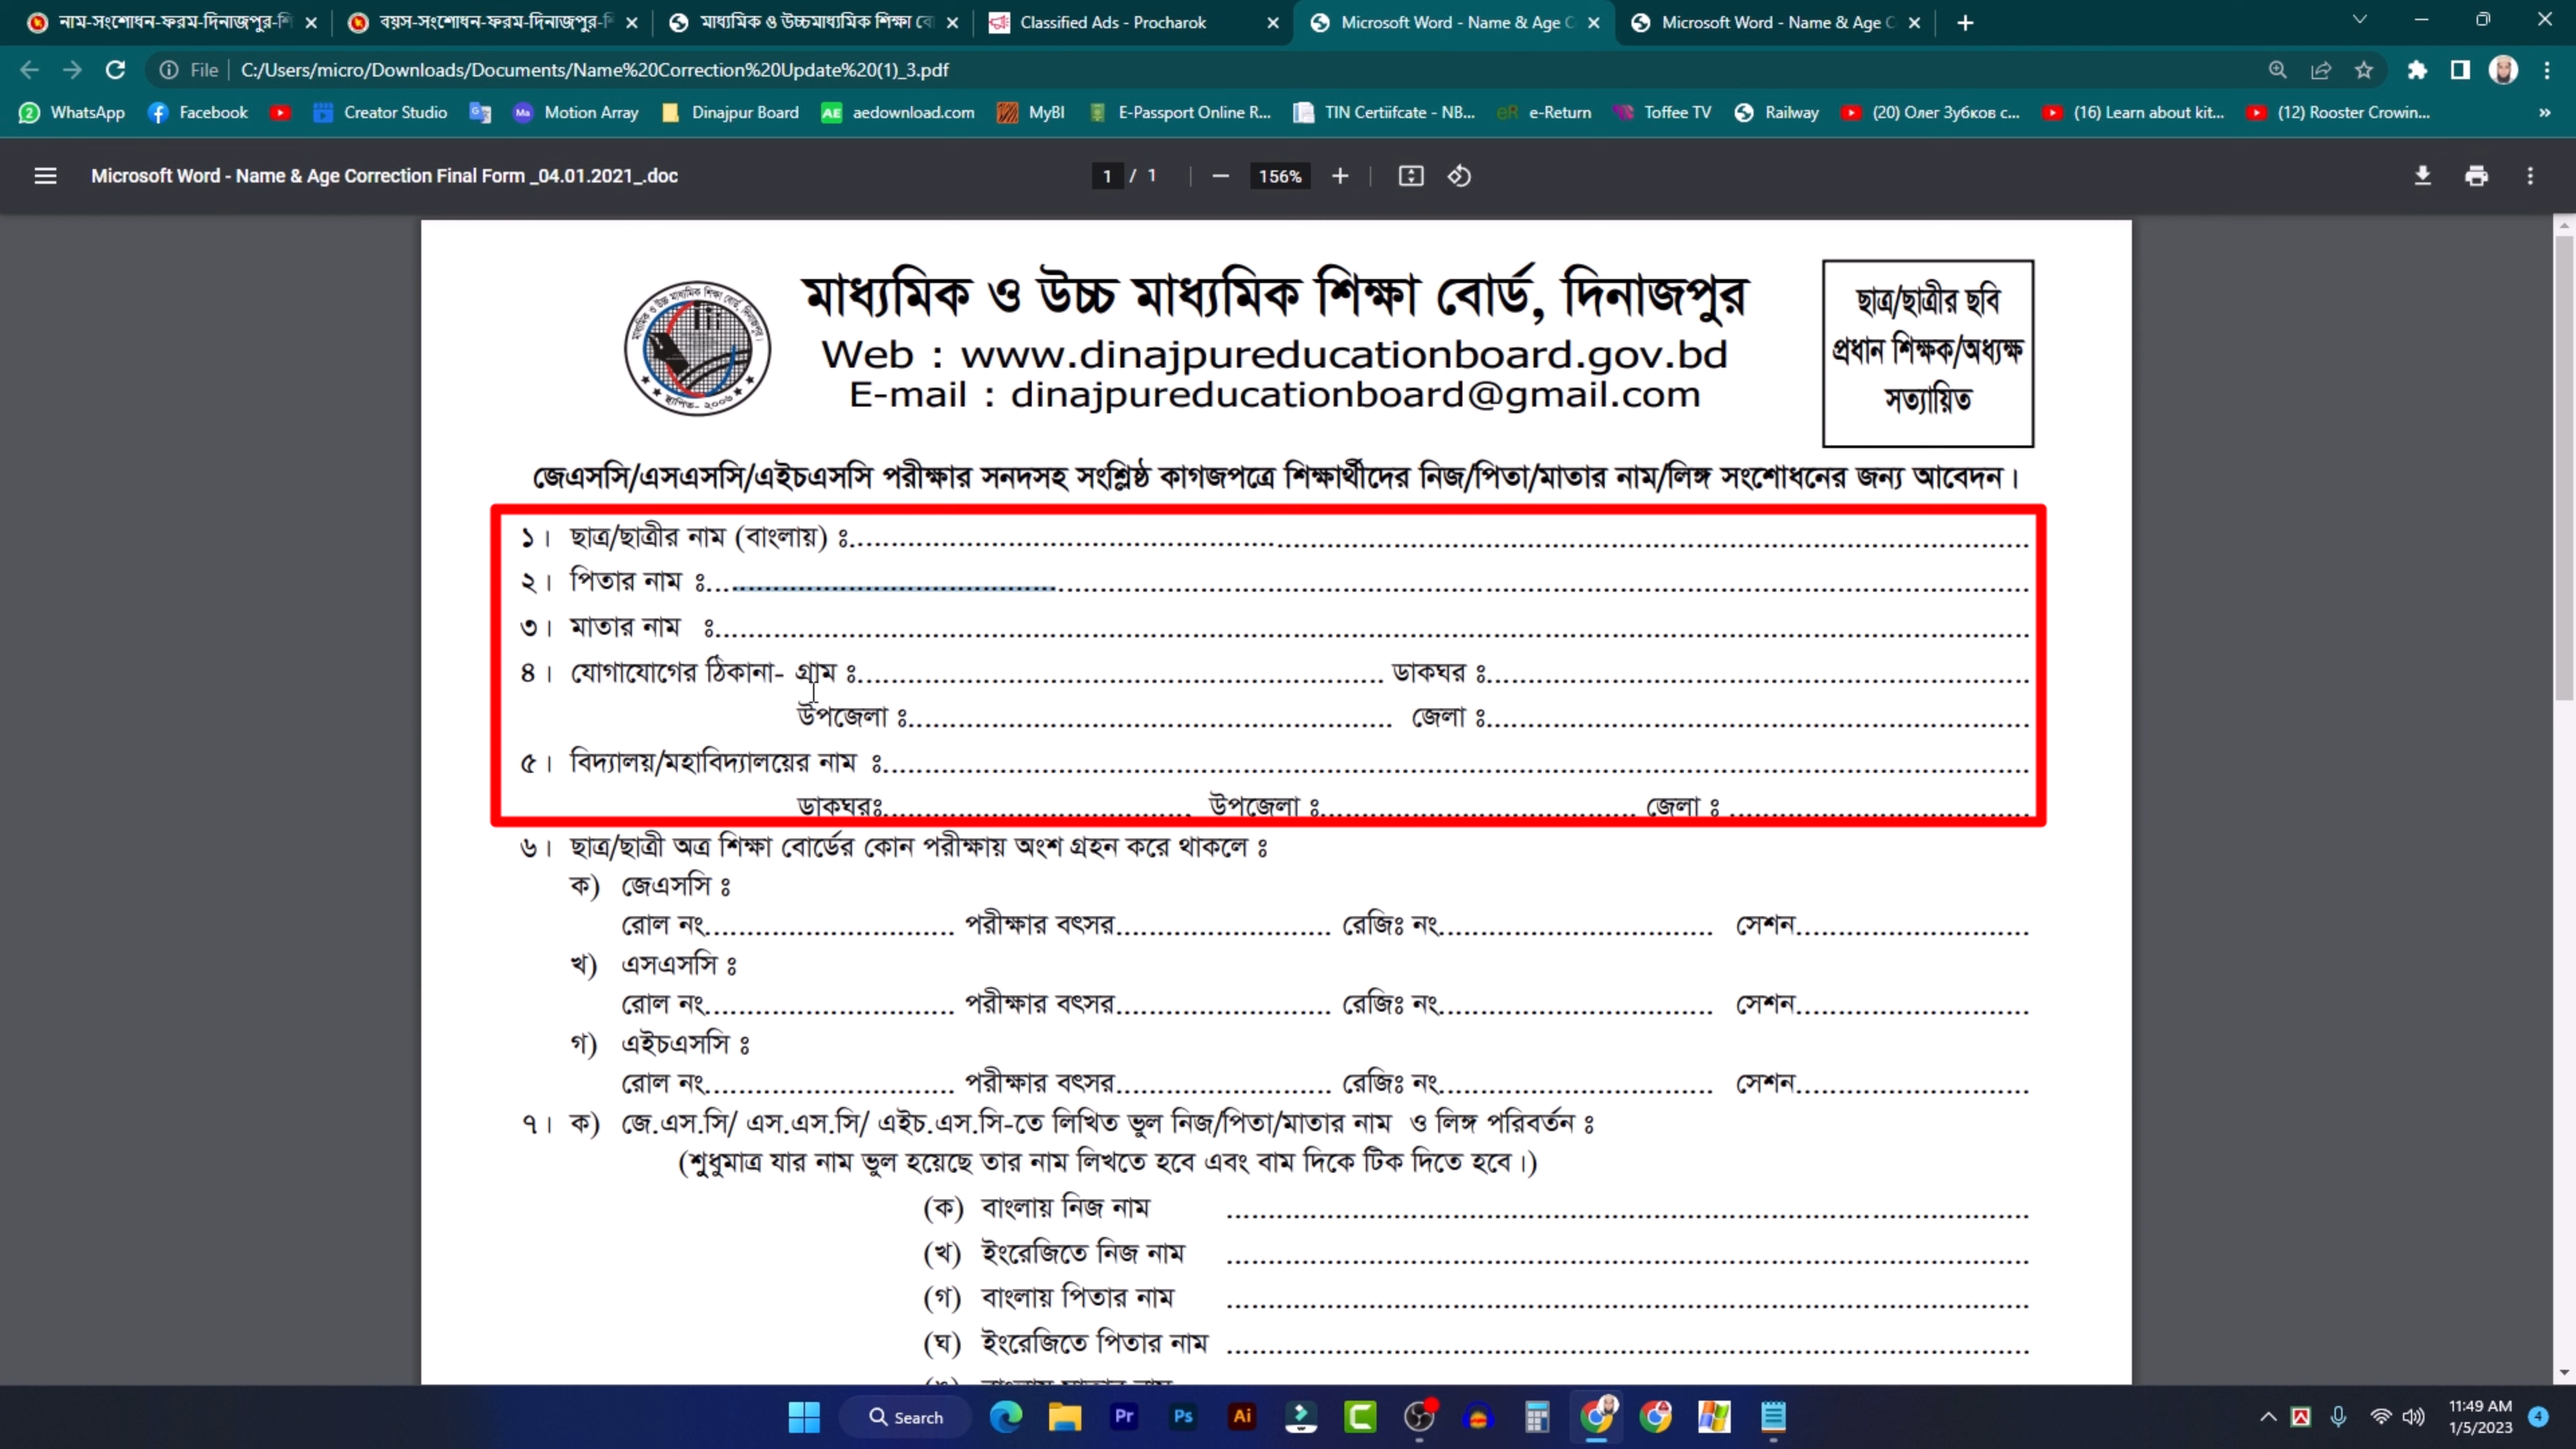 নাম-সংশোধন-ফরম-দিনাজপুর-শি
বয়স-সংশোধন-ফরম-দিনাজপুর-শি
মাধ্যমিক ও উচ্চমাধ্যমিক শিক্ষা বো
Classified Ads - Procharok
Microsoft Word - Name & Age C
Microsoft Word - Name & Age C
File C:/Users/micro/Downloads/Documents/Name%20Correction%20Update%20(1)_3.pdf
WhatsApp Facebook Creator Studio Motion Array Dinajpur Board aedownload.com MyBI E-Passport Online R... TIN Certiifcate - NB... e-Return Toffee TV Railway (20) Олег Зубков с... (16) Learn about kit... (12) Rooster Crowin... »
Microsoft Word - Name & Age Correction Final Form _04.01.2021_.doc 1 / 1 156%
মাধ্যমিক ও উচ্চ মাধ্যমিক শিক্ষা বোর্ড, দিনাজপুর
Web : www.dinajpureducationboard.gov.bd
E-mail : dinajpureducationboard@gmail.com
মাধ্যমিক ও উচ্চ মাধ্যমিক শিক্ষা বোর্ড, দিনাজপুর।
স্থাপিত- ২০০৬
ছাত্র/ছাত্রীর ছবি
প্রধান শিক্ষক/অধ্যক্ষ
সত্যায়িত
জেএসসি/এসএসসি/এইচএসসি পরীক্ষার সনদসহ সংশ্লিষ্ঠ কাগজপত্রে শিক্ষার্থীদের নিজ/পিতা/মাতার নাম/লিঙ্গ সংশোধনের জন্য আবেদন।
১। ছাত্র/ছাত্রীর নাম (বাংলায়) ঃ....................
২। পিতার নাম ঃ....................
৩। মাতার নাম ঃ....................
৪। যোগাযোগের ঠিকানা- গ্রাম ঃ.................... ডাকঘর ঃ....................
উপজেলা ঃ.................... জেলা ঃ....................
৫। বিদ্যালয়/মহাবিদ্যালয়ের নাম ঃ....................
ডাকঘরঃ.................... উপজেলা ঃ.................... জেলা ঃ....................
৬। ছাত্র/ছাত্রী অত্র শিক্ষা বোর্ডের কোন পরীক্ষায় অংশ গ্রহন করে থাকলে ঃ
ক) জেএসসি ঃ
রোল নং.................... পরীক্ষার বৎসর.................... রেজিঃ নং.................... সেশন....................
খ) এসএসসি ঃ
রোল নং.................... পরীক্ষার বৎসর.................... রেজিঃ নং.................... সেশন....................
গ) এইচএসসি ঃ
রোল নং.................... পরীক্ষার বৎসর.................... রেজিঃ নং.................... সেশন....................
৭। ক) জে.এস.সি/ এস.এস.সি/ এইচ.এস.সি-তে লিখিত ভুল নিজ/পিতা/মাতার নাম ও লিঙ্গ পরিবর্তন ঃ
(শুধুমাত্র যার নাম ভুল হয়েছে তার নাম লিখতে হবে এবং বাম দিকে টিক দিতে হবে।)
(ক) বাংলায় নিজ নাম ....................
(খ) ইংরেজিতে নিজ নাম ....................
(গ) বাংলায় পিতার নাম ....................
(ঘ) ইংরেজিতে পিতার নাম ....................
Search
11:49 AM
1/5/2023
4